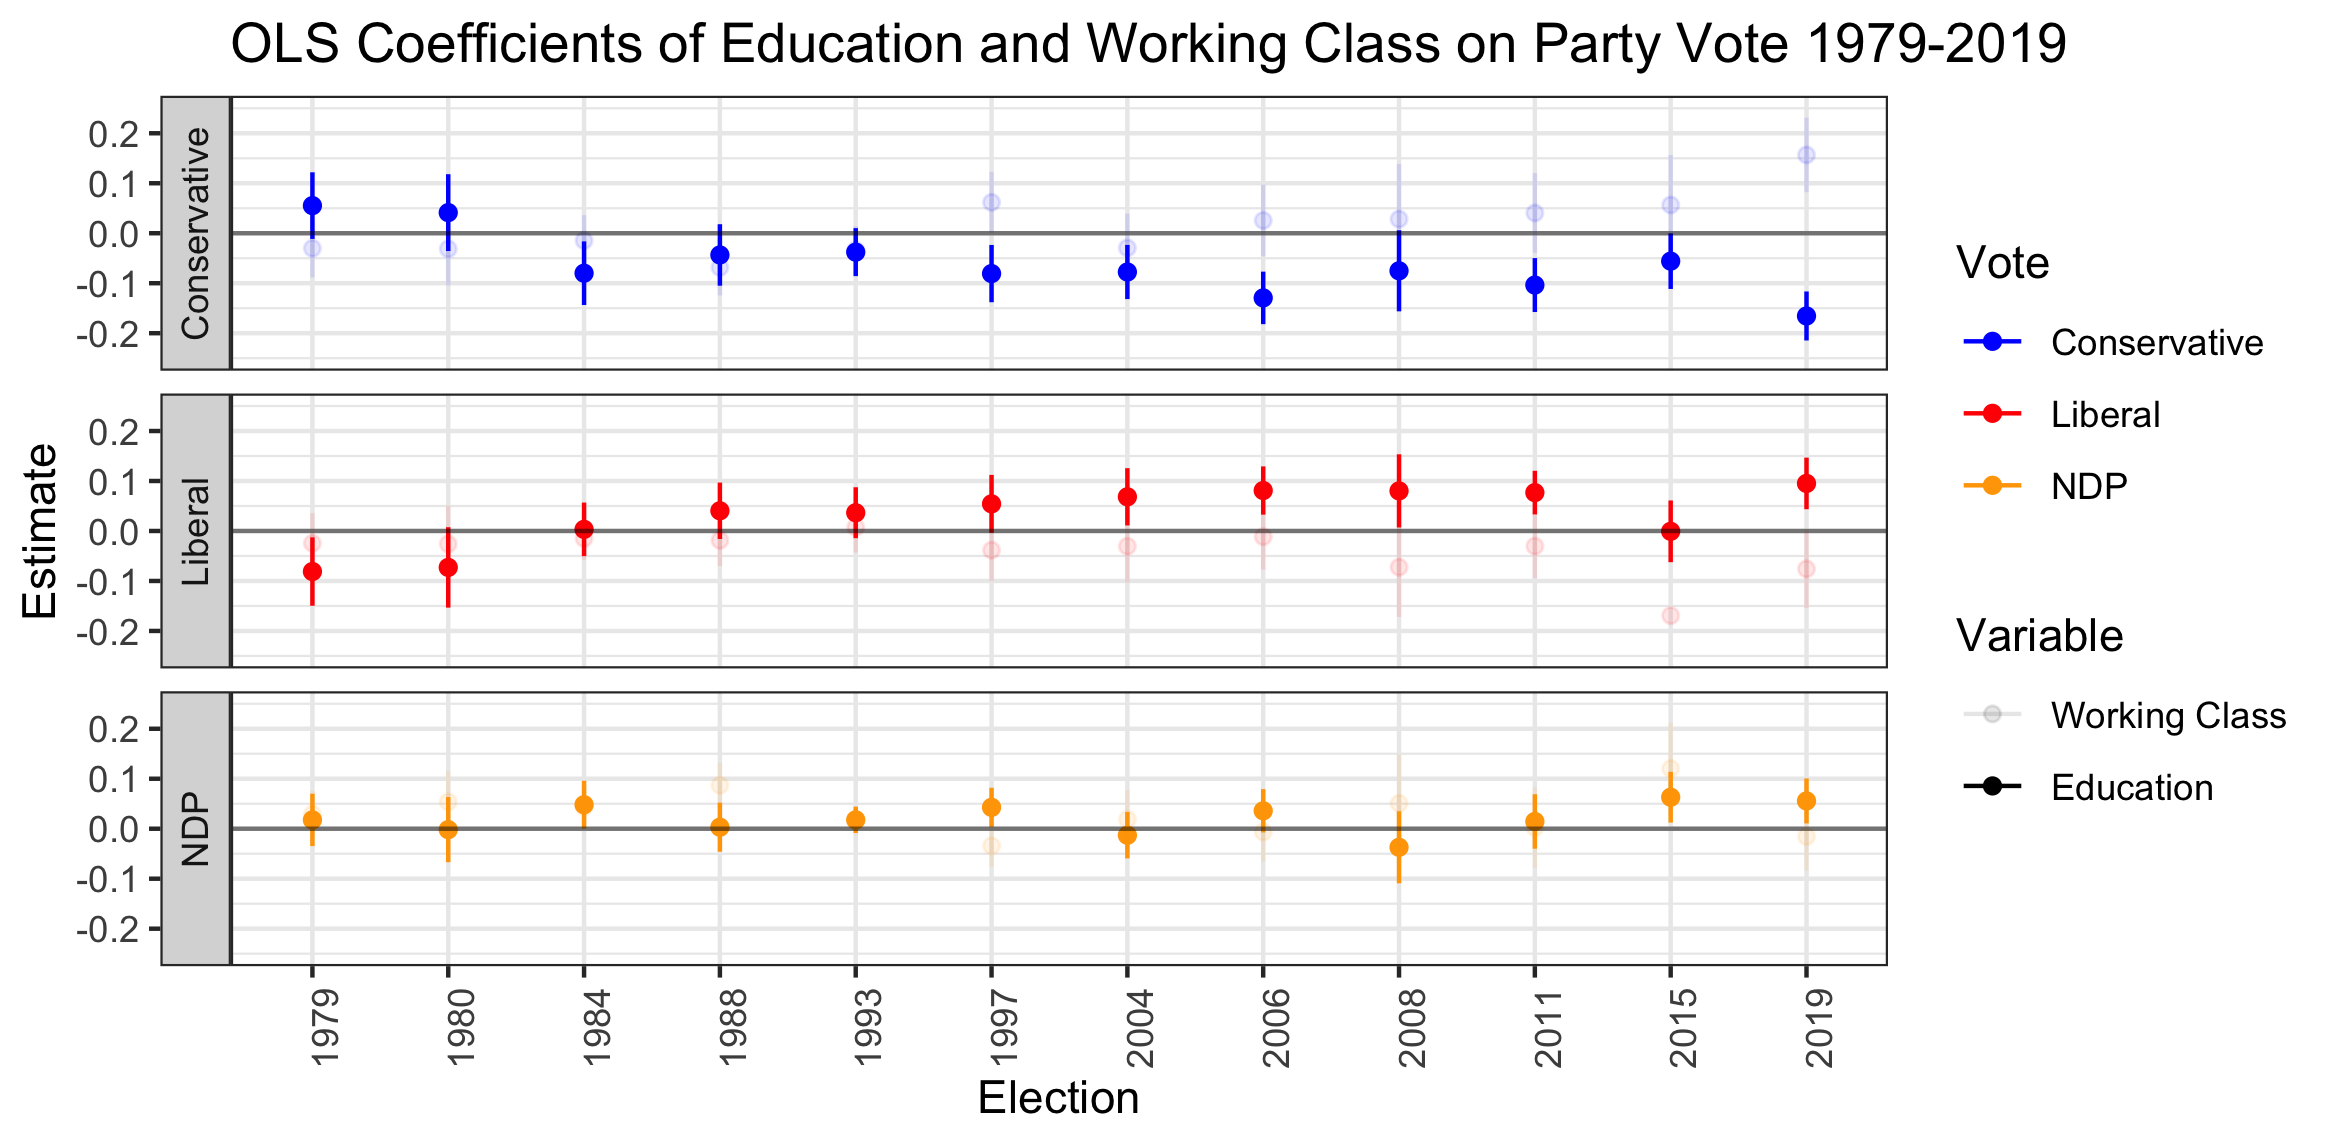 OLS Coefficients of Education and Working Class on Party Vote 1979-2019
Estimate
Conservative
0.2
0.1
0.0
-0.1
-0.2
Liberal
0.2
0.1
0.0
-0.1
-0.2
NDP
0.2
0.1
0.0
-0.1
-0.2
1979
1980
1984
1988
1993
1997
2004
2006
2008
2011
2015
2019
Election
Vote
Conservative
Liberal
NDP
Variable
Working Class
Education